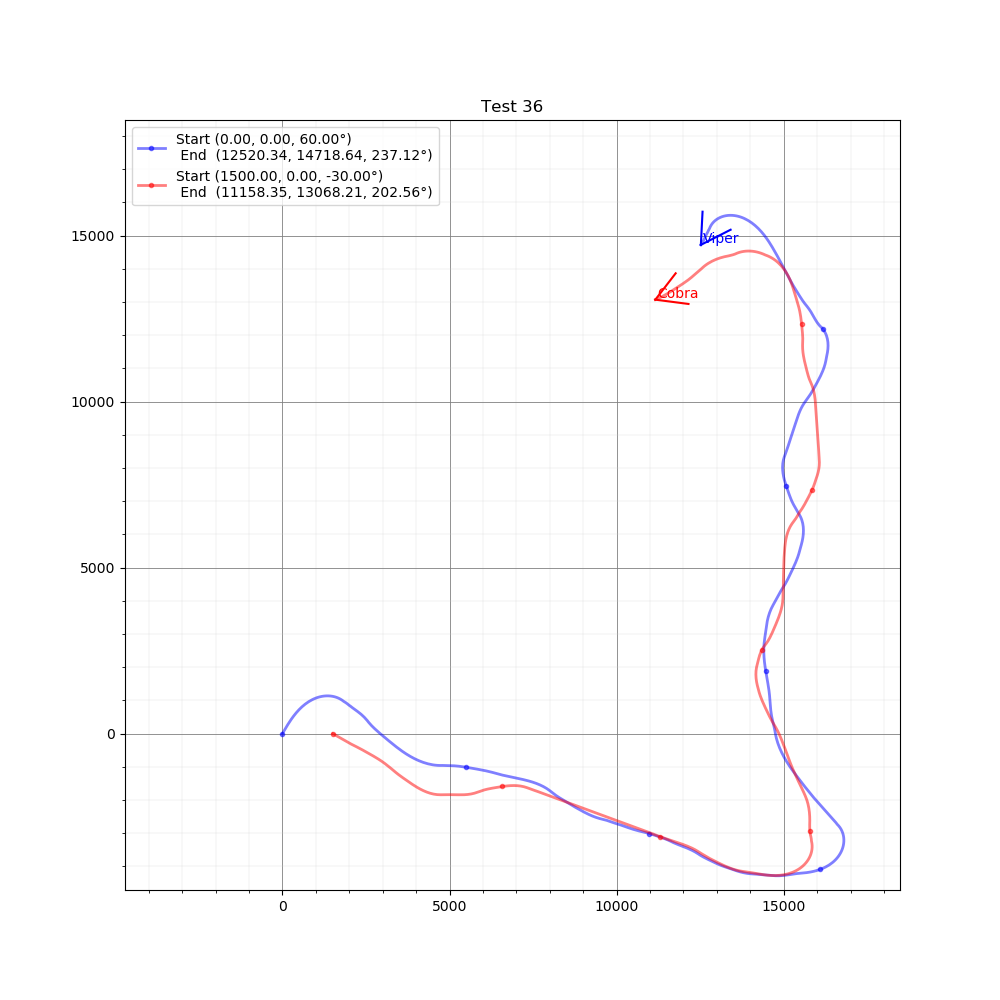 Test 36
Start (0.00, 0.00, 60.00°)
End (12520.34, 14718.64, 237.12°)
Start (1500.00, 0.00, -30.00°)
End (11158.35, 13068.21, 202.56°)
15000
10000
5000
0
Viper
Cobra
0
5000
10000
15000